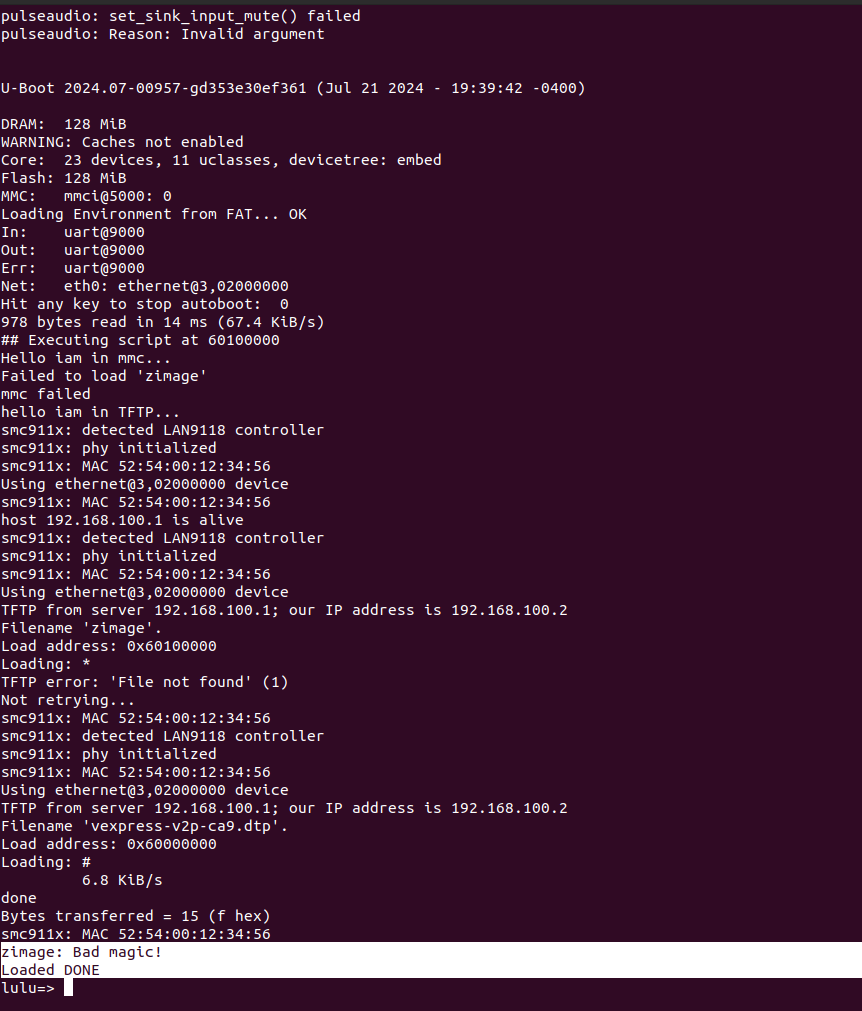 pulseaudio: set_sink_input_mute() failed
pulseaudio: Reason: Invalid argument
U-Boot 2024.07-00957-gd353e30ef361 (Jul 21 2024 - 19:39:42 -0400)
DRAM:  128 MiB
WARNING: Caches not enabled
Core:  23 devices, 11 uclasses, devicetree: embed
Flash: 128 MiB
MMC:   mmci@5000: 0
Loading Environment from FAT... OK
In:    uart@9000
Out:   uart@9000
Err:   uart@9000
Net:   eth0: ethernet@3,02000000
Hit any key to stop autoboot:  0
978 bytes read in 14 ms (67.4 KiB/s)
## Executing script at 60100000
Hello iam in mmc...
Failed to load 'zimage'
mmc failed
hello iam in TFTP...
smc911x: detected LAN9118 controller
smc911x: phy initialized
smc911x: MAC 52:54:00:12:34:56
Using ethernet@3,02000000 device
smc911x: MAC 52:54:00:12:34:56
host 192.168.100.1 is alive
smc911x: detected LAN9118 controller
smc911x: phy initialized
smc911x: MAC 52:54:00:12:34:56
Using ethernet@3,02000000 device
TFTP from server 192.168.100.1; our IP address is 192.168.100.2
Filename 'zimage'.
Load address: 0x60100000
Loading: *
TFTP error: 'File not found' (1)
Not retrying...
smc911x: MAC 52:54:00:12:34:56
smc911x: detected LAN9118 controller
smc911x: phy initialized
smc911x: MAC 52:54:00:12:34:56
Using ethernet@3,02000000 device
TFTP from server 192.168.100.1; our IP address is 192.168.100.2
Filename 'vexpress-v2p-ca9.dtp'.
Load address: 0x60000000
Loading: #
         6.8 KiB/s
done
Bytes transferred = 15 (f hex)
smc911x: MAC 52:54:00:12:34:56
zimage: Bad magic!
Loaded DONE
lulu=>